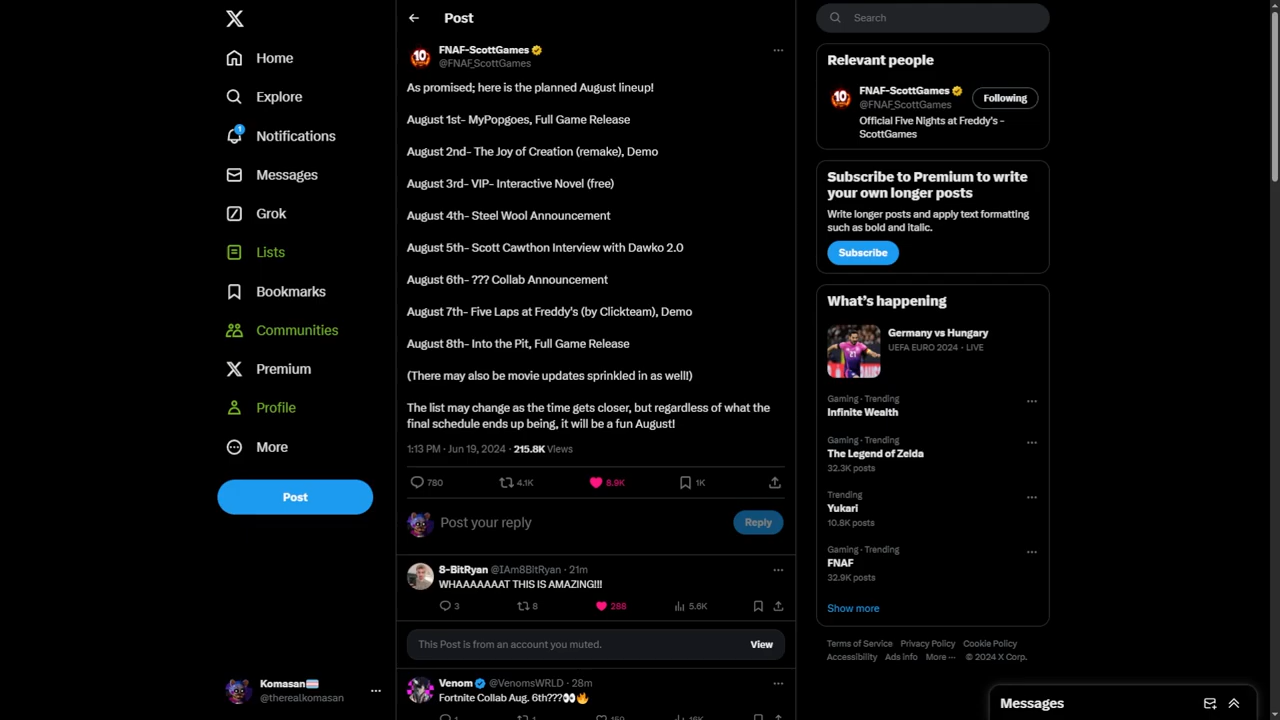 Home
Explore
1
Notifications
Messages
Grok
Lists
Bookmarks
Communities
Premium
Profile
More
Post
Komasan
@therealkomasan
Post
FNAF-ScottGames
@FNAF_ScottGames
As promised; here is the planned August lineup!
August 1st- MyPopgoes, Full Game Release
August 2nd- The Joy of Creation (remake), Demo
August 3rd- VIP- Interactive Novel (free)
August 4th- Steel Wool Announcement
August 5th- Scott Cawthon Interview with Dawko 2.0
August 6th- ??? Collab Announcement
August 7th- Five Laps at Freddy's (by Clickteam), Demo
August 8th- Into the Pit, Full Game Release
(There may also be movie updates sprinkled in as well!)
The list may change as the time gets closer, but regardless of what the
final schedule ends up being, it will be a fun August!
1:13 PM · Jun 19, 2024 · 215.8K Views
780 4.1K 8.9K 1K
Post your reply
Reply
8-BitRyan @IAm8BitRyan · 21m
WHAAAAAAAT THIS IS AMAZING!!!
3 8 288 5.6K
This Post is from an account you muted.
View
Venom @VenomsWRLD · 28m
Fortnite Collab Aug. 6th???👀🔥
1 1 150 16K
Search
Relevant people
10
FNAF-ScottGames
@FNAF_ScottGames
Following
Official Five Nights at Freddy's -
ScottGames
Subscribe to Premium to write
your own longer posts
Write longer posts and apply text formatting
such as bold and italic.
Subscribe
What's happening
Germany vs Hungary
UEFA EURO 2024 · LIVE
Gaming · Trending
Infinite Wealth
Gaming · Trending
The Legend of Zelda
32.3K posts
Trending
Yukari
10.8K posts
Gaming · Trending
FNAF
32.9K posts
Show more
Terms of Service Privacy Policy Cookie Policy
Accessibility Ads info More ··· © 2024 X Corp.
Messages